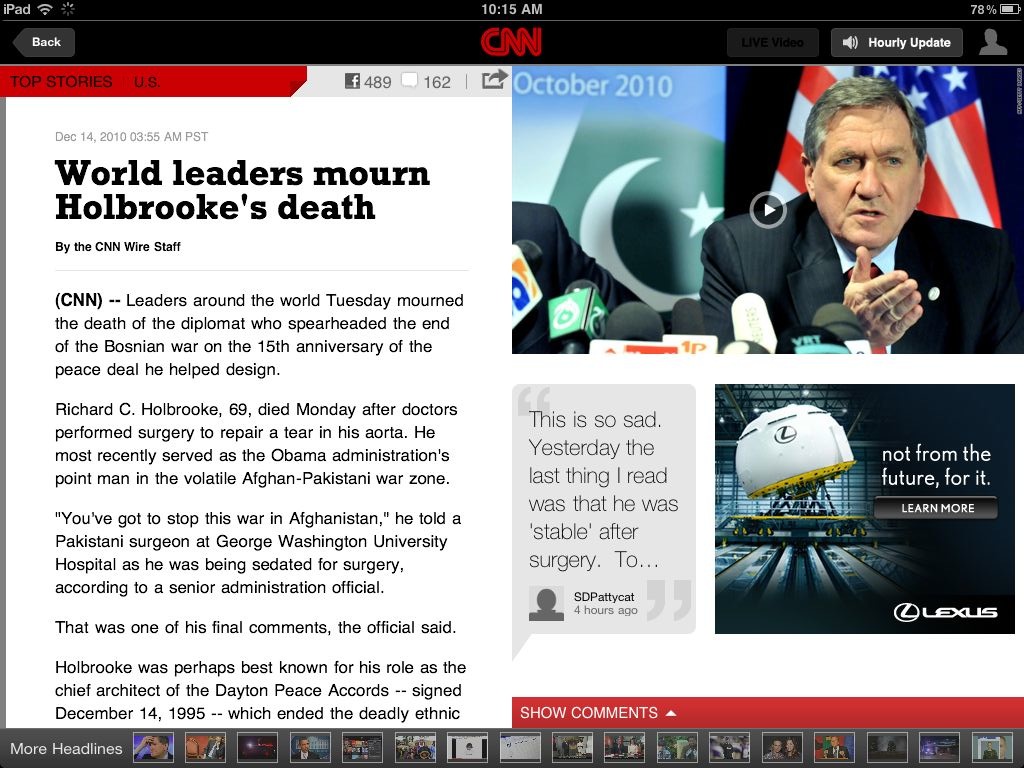 iPad
10:15 AM
78%
Back
CNN
LIVE Video
Hourly Update
TOP STORIES U.S.
489
162
Dec 14, 2010 03:55 AM PST
World leaders mourn
Holbrooke's death
By the CNN Wire Staff
(CNN) -- Leaders around the world Tuesday mourned
the death of the diplomat who spearheaded the end
of the Bosnian war on the 15th anniversary of the
peace deal he helped design.
Richard C. Holbrooke, 69, died Monday after doctors
performed surgery to repair a tear in his aorta. He
most recently served as the Obama administration's
point man in the volatile Afghan-Pakistani war zone.
"You've got to stop this war in Afghanistan," he told a
Pakistani surgeon at George Washington University
Hospital as he was being sedated for surgery,
according to a senior administration official.
That was one of his final comments, the official said.
Holbrooke was perhaps best known for his role as the
chief architect of the Dayton Peace Accords -- signed
December 14, 1995 -- which ended the deadly ethnic
October 2010
1P
VRT
This is so sad.
Yesterday the
last thing I read
was that he was
'stable' after
surgery. To…
SDPattycat
4 hours ago
not from the
future, for it.
LEARN MORE
LEXUS
SHOW COMMENTS
More Headlines